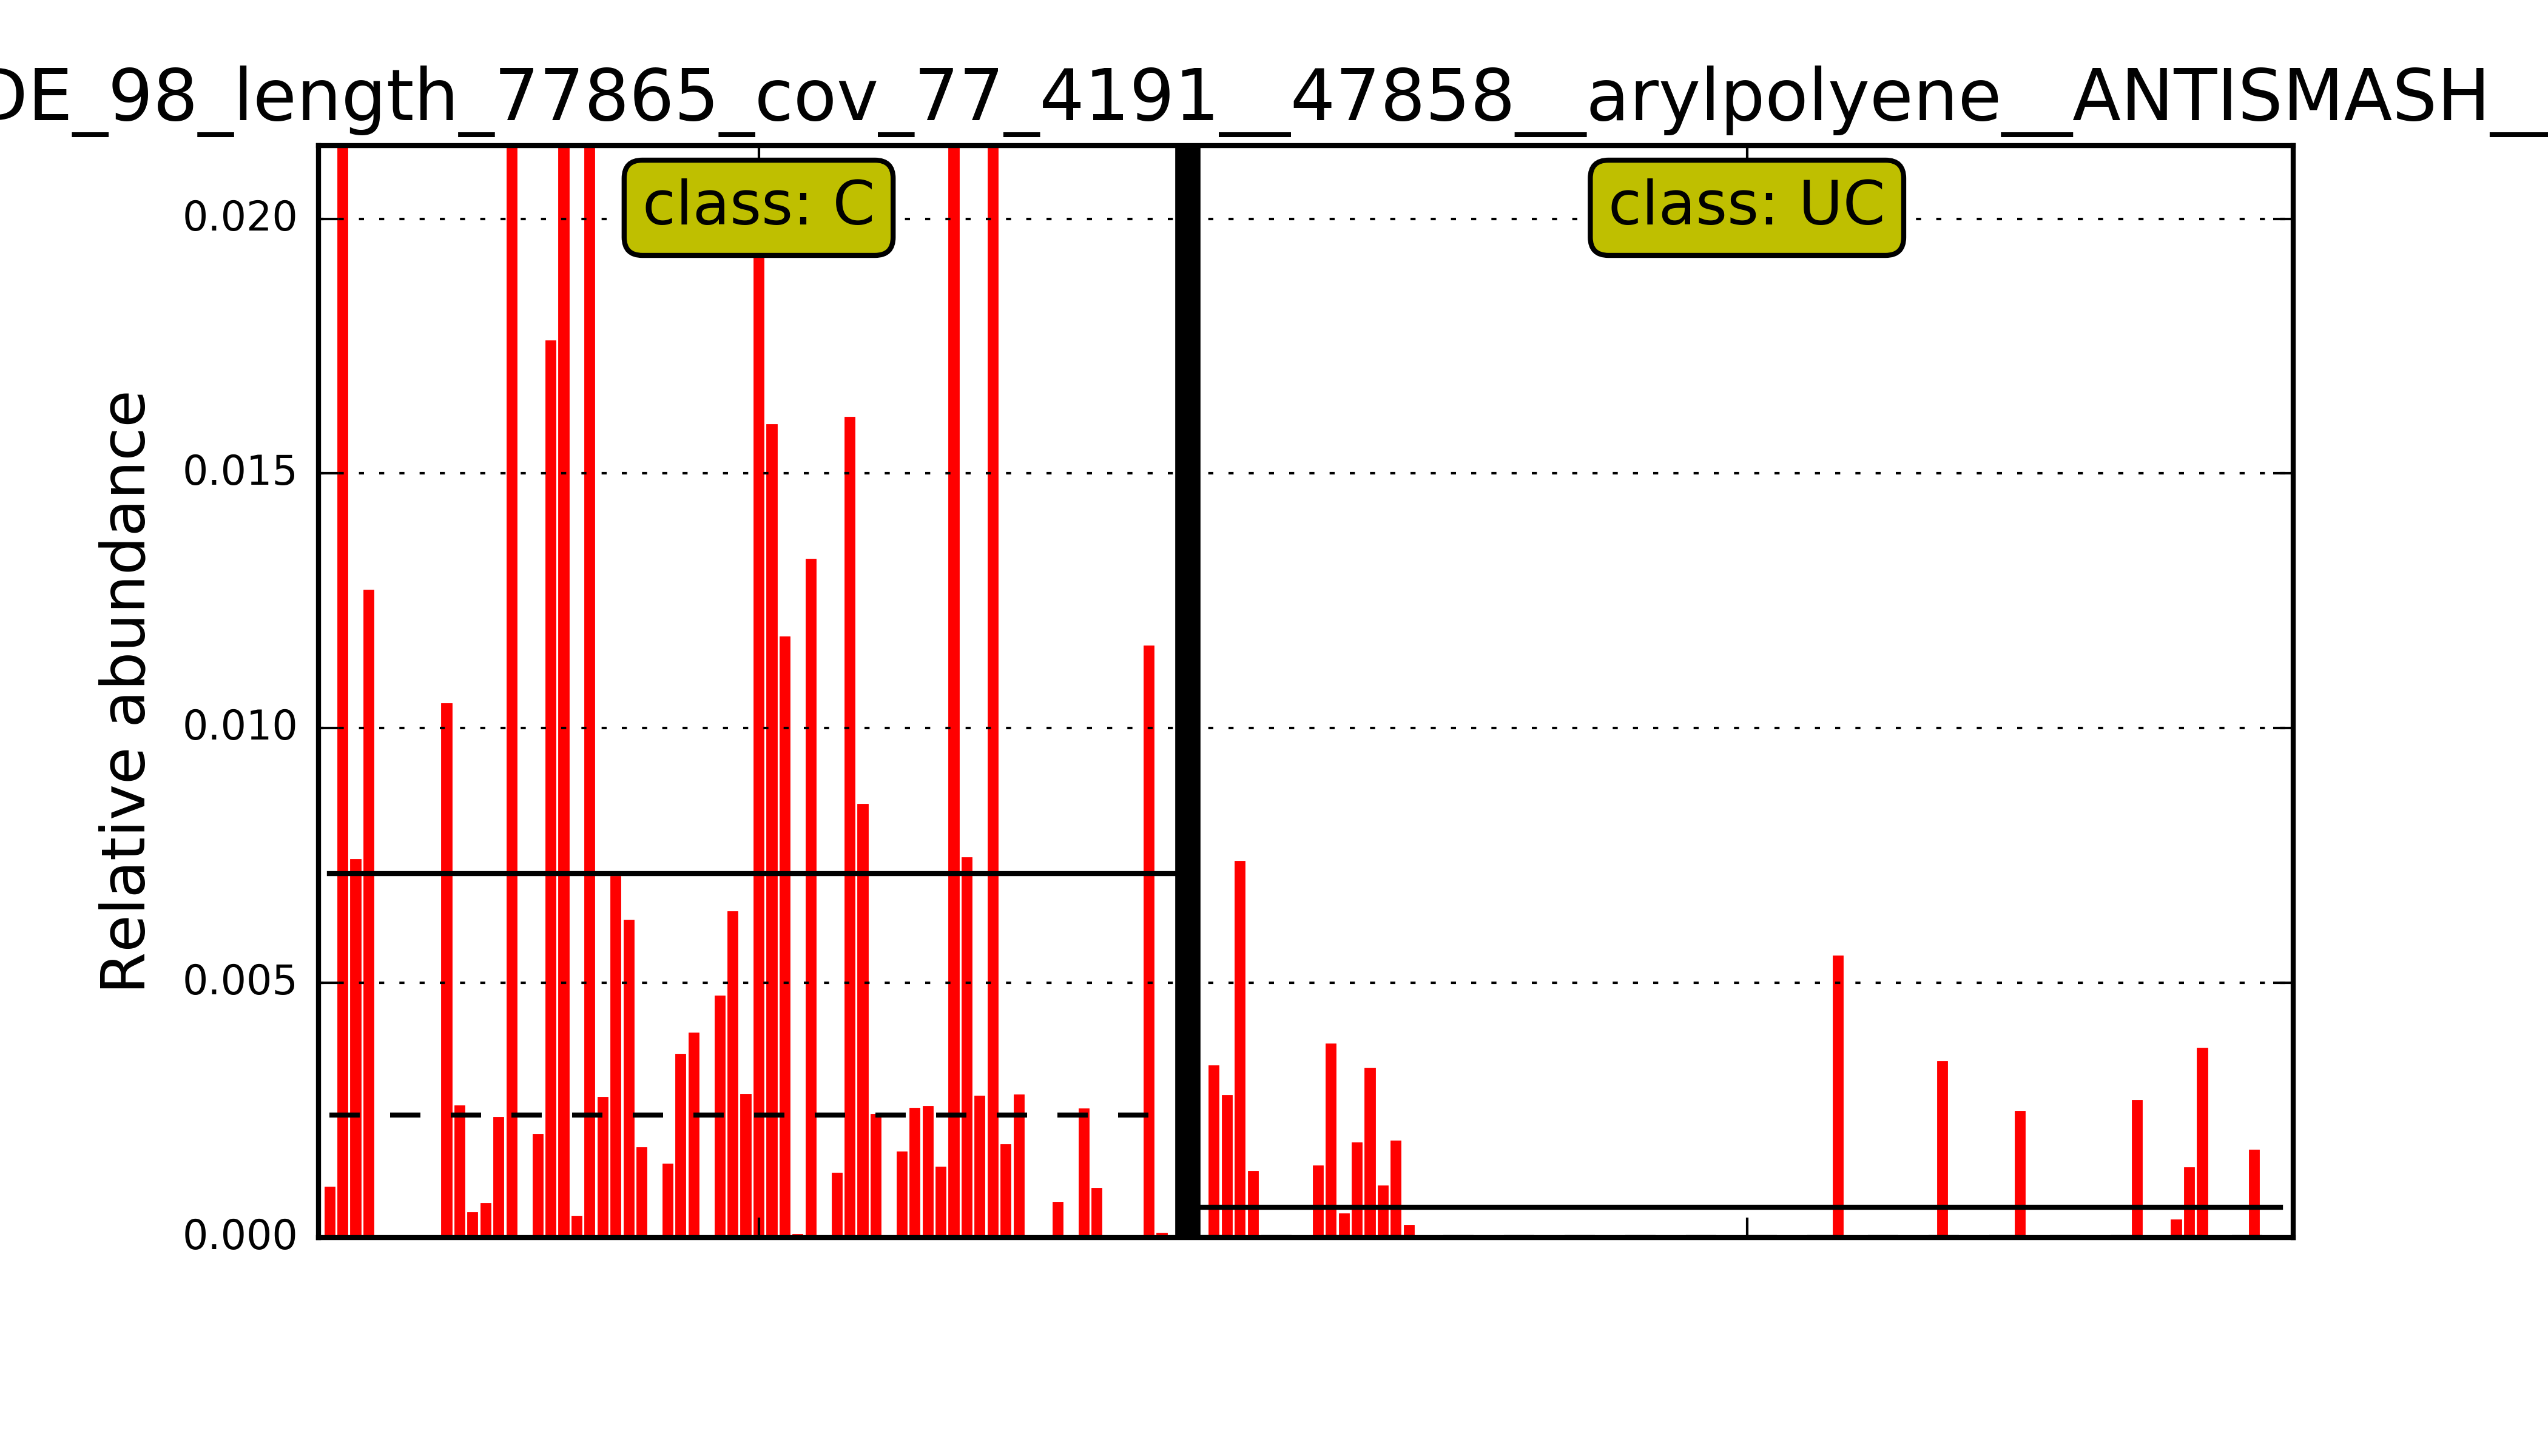 DE_98_length_77865_cov_77_4191__47858__arylpolyene__ANTISMASH__
class: C
class: UC
Relative abundance
0.020
0.015
0.010
0.005
0.000